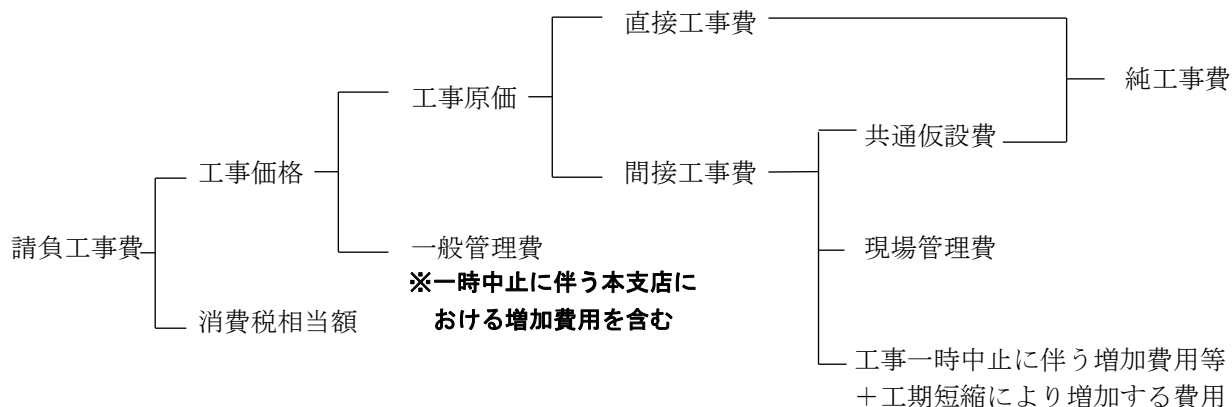 直接工事費
純工事費
工事原価
共通仮設費
工事価格
間接工事費
請負工事費
一般管理費
現場管理費
※一時中止に伴う本支店に
おける増加費用を含む
消費税相当額
工事一時中止に伴う増加費用等
＋工期短縮により増加する費用